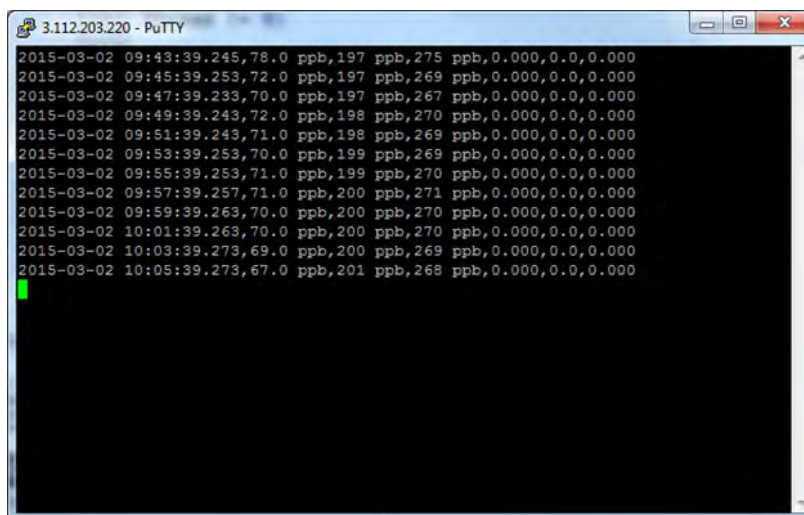 3.112.203.220 - PuTTY
2015-03-02 09:43:39.245,78.0 ppb,197 ppb,275 ppb,0.000,0.0,0.000
2015-03-02 09:45:39.253,72.0 ppb,197 ppb,269 ppb,0.000,0.0,0.000
2015-03-02 09:47:39.233,70.0 ppb,197 ppb,267 ppb,0.000,0.0,0.000
2015-03-02 09:49:39.243,72.0 ppb,198 ppb,270 ppb,0.000,0.0,0.000
2015-03-02 09:51:39.243,71.0 ppb,198 ppb,269 ppb,0.000,0.0,0.000
2015-03-02 09:53:39.253,70.0 ppb,199 ppb,269 ppb,0.000,0.0,0.000
2015-03-02 09:55:39.253,71.0 ppb,199 ppb,270 ppb,0.000,0.0,0.000
2015-03-02 09:57:39.257,71.0 ppb,200 ppb,271 ppb,0.000,0.0,0.000
2015-03-02 09:59:39.263,70.0 ppb,200 ppb,270 ppb,0.000,0.0,0.000
2015-03-02 10:01:39.263,70.0 ppb,200 ppb,270 ppb,0.000,0.0,0.000
2015-03-02 10:03:39.273,69.0 ppb,200 ppb,269 ppb,0.000,0.0,0.000
2015-03-02 10:05:39.273,67.0 ppb,201 ppb,268 ppb,0.000,0.0,0.000